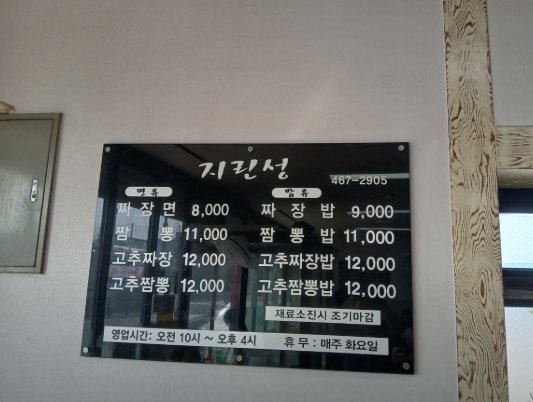 지린성
467-2905
면류 밥류
짜장면 8,000 짜장밥 9,000
짬뽕 11,000 짬뽕밥 11,000
고추짜장 12,000 고추짜장밥 12,000
고추짬뽕 12,000 고추짬뽕밥 12,000
재료소진시 조기마감
영업시간: 오전 10시 ~ 오후 4시 휴무 : 매주 화요일